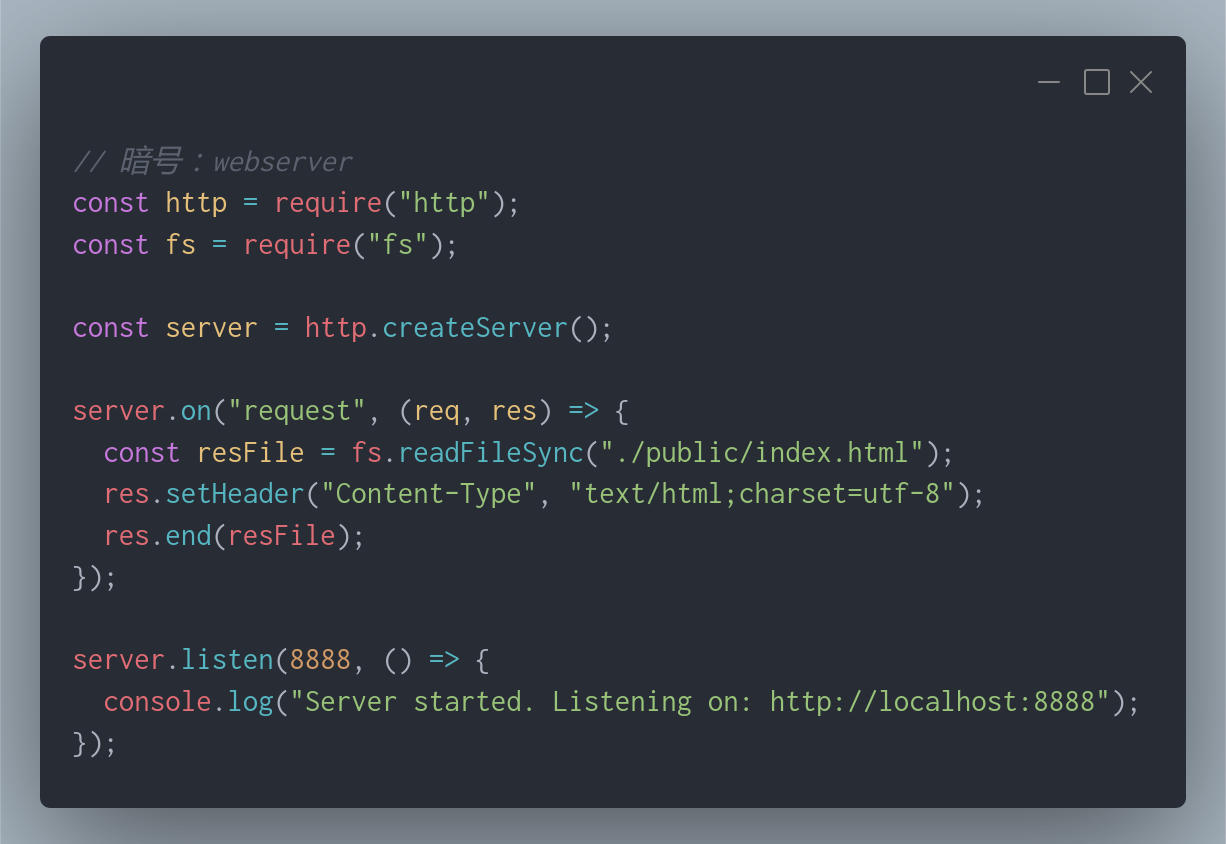 // 暗号：webserver
const http = require("http");
const fs = require("fs");
const server = http.createServer();
server.on("request", (req, res) => {
  const resFile = fs.readFileSync("./public/index.html");
  res.setHeader("Content-Type", "text/html;charset=utf-8");
  res.end(resFile);
});
server.listen(8888, () => {
  console.log("Server started. Listening on: http://localhost:8888");
});